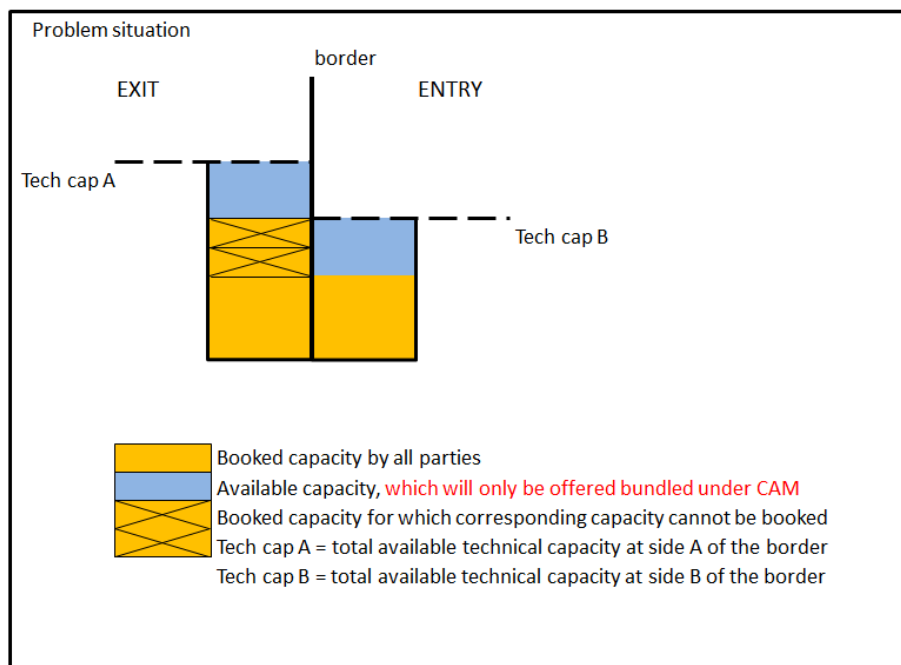 Problem situation
border
EXIT
ENTRY
Tech cap A
Tech cap B
Booked capacity by all parties
Available capacity, which will only be offered bundled under CAM
Booked capacity for which corresponding capacity cannot be booked
Tech cap A = total available technical capacity at side A of the border
Tech cap B = total available technical capacity at side B of the border